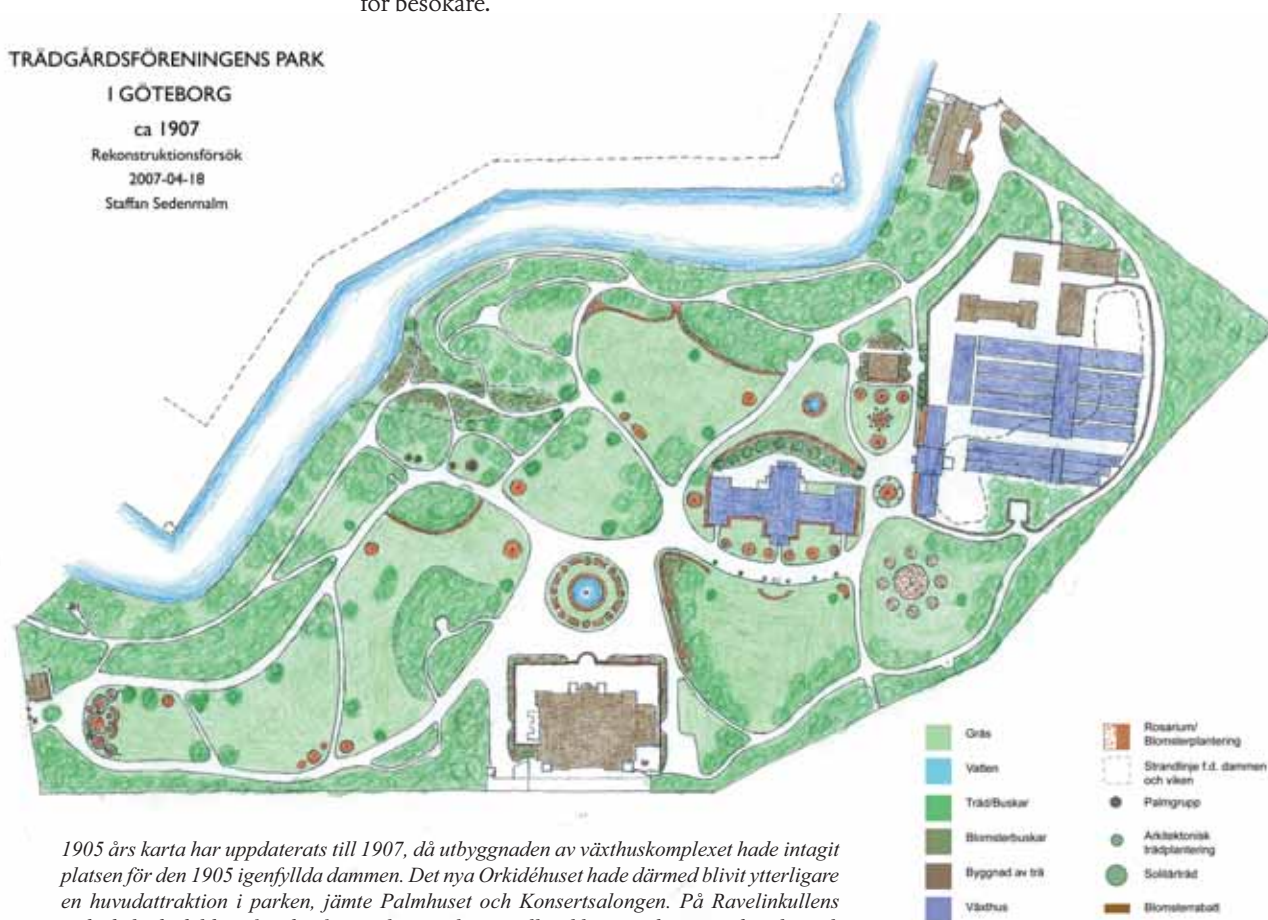 för besökare.
TRÄDGÅRDSFÖRENINGENS PARK
I GÖTEBORG
ca 1907
Rekonstruktionsförsök
2007-04-18
Staffan Sedenmalm
Gräs
Vatten
Träd/Buskar
Blomsterbuskar
Byggnad av trä
Växthus
Rosarium/
Blomsterplantering
Strandlinje f.d. dammen
och viken
Palmgrupp
Arkitektonisk
trädplantering
Solitärträd
Blomsterrabatt
1905 års karta har uppdaterats till 1907, då utbyggnaden av växthuskomplexet hade intagit
platsen för den 1905 igenfyllda dammen. Det nya Orkidéhuset hade därmed blivit ytterligare
en huvudattraktion i parken, jämte Palmhuset och Konsertsalongen. På Ravelinkullens